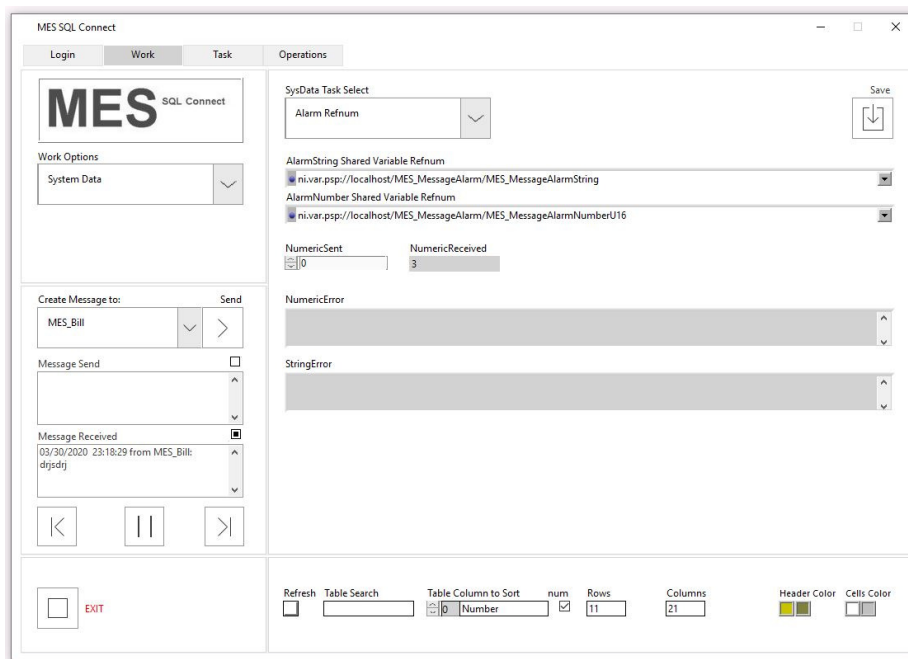 MES SQL Connect
Login Work Task Operations
MES SQL Connect
Work Options
System Data
SysData Task Select
Alarm Refnum
Save
AlarmString Shared Variable Refnum
ni.var.psp://localhost/MES_MessageAlarm/MES_MessageAlarmString
AlarmNumber Shared Variable Refnum
ni.var.psp://localhost/MES_MessageAlarm/MES_MessageAlarmNumberU16
NumericSent NumericReceived
0 3
Create Message to: Send
MES_Bill
Message Send
Message Received
03/30/2020 23:18:29 from MES_Bill:
drjsdrj
NumericError
StringError
EXIT
Refresh Table Search Table Column to Sort num Rows Columns Header Color Cells Color
0 Number 11 21